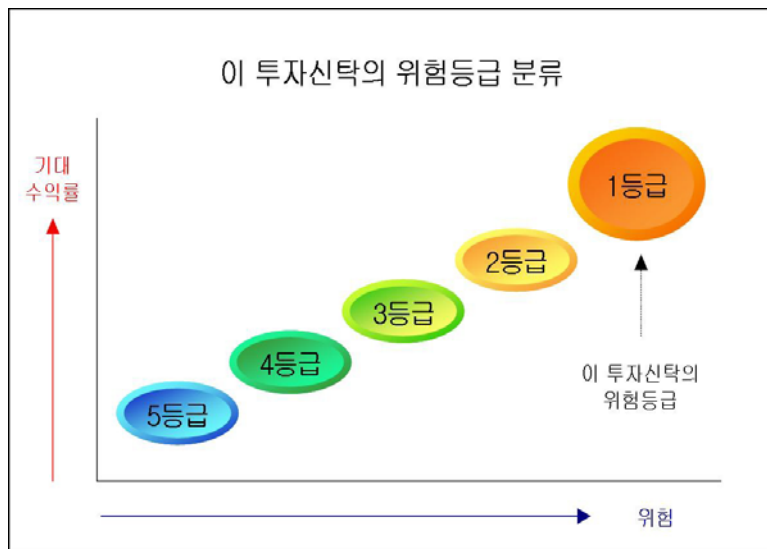 이 투자신탁의 위험등급 분류
기대
수익률
1등급
2등급
3등급
4등급
5등급
이 투자신탁의
위험등급
위험